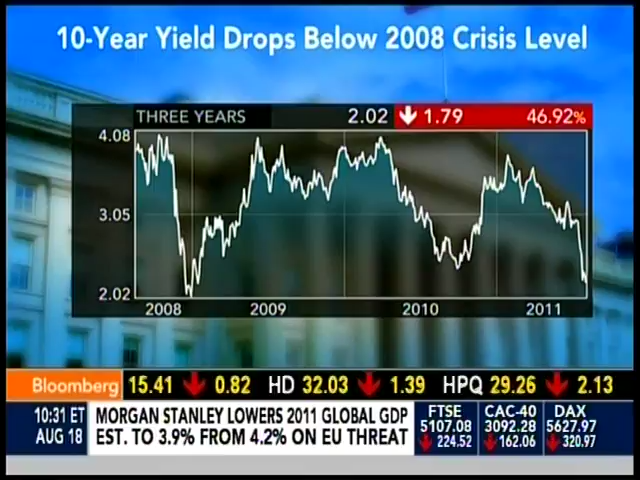 10-Year Yield Drops Below 2008 Crisis Level
THREE YEARS 2.02 1.79 46.92%
4.08
3.05
2.02
2008 2009 2010 2011
Bloomberg 15.41 0.82 HD 32.03 1.39 HPQ 29.26 2.13
10:31 ET
AUG 18
MORGAN STANLEY LOWERS 2011 GLOBAL GDP
EST. TO 3.9% FROM 4.2% ON EU THREAT
FTSE
5107.08
224.52
CAC-40
3092.28
162.06
DAX
5627.97
320.97